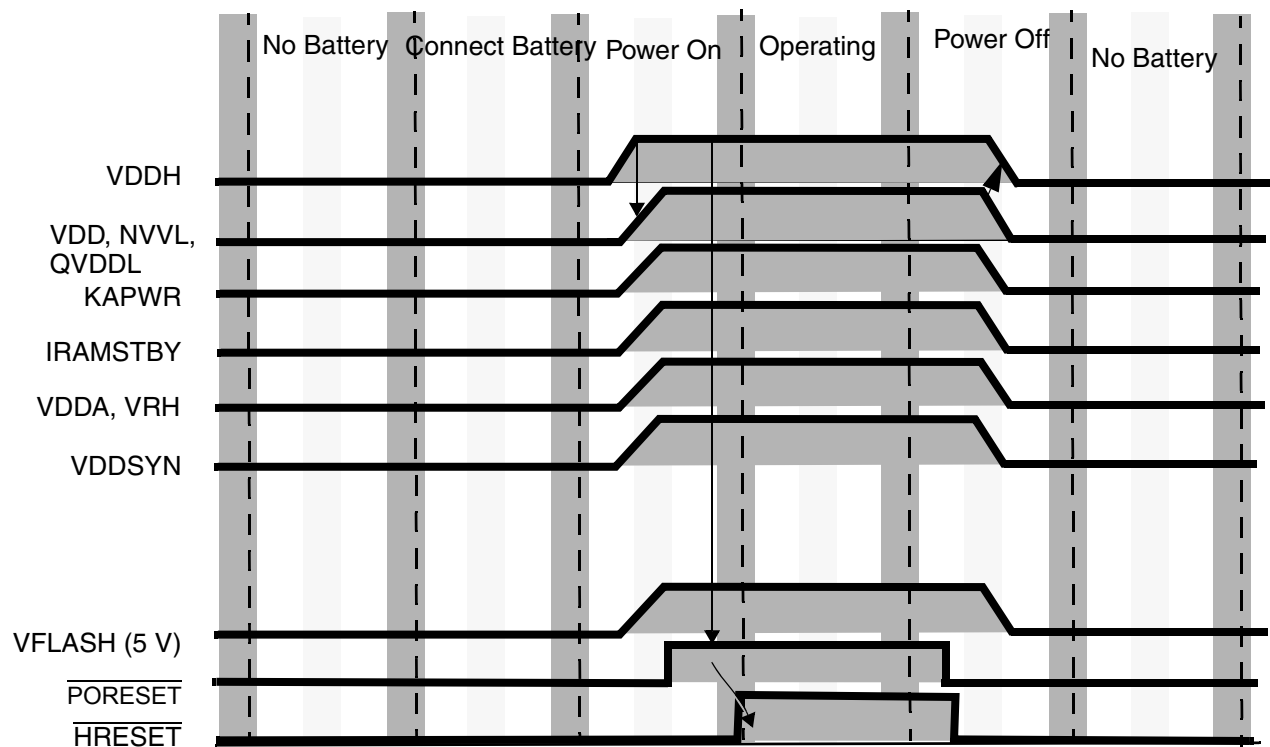 No Battery
Connect Battery
Power On
Operating
Power Off
No Battery
VDDH
VDD, NVVL,
QVDDL
KAPWR
IRAMSTBY
VDDA, VRH
VDDSYN
VFLASH (5 V)
PORESET
HRESET